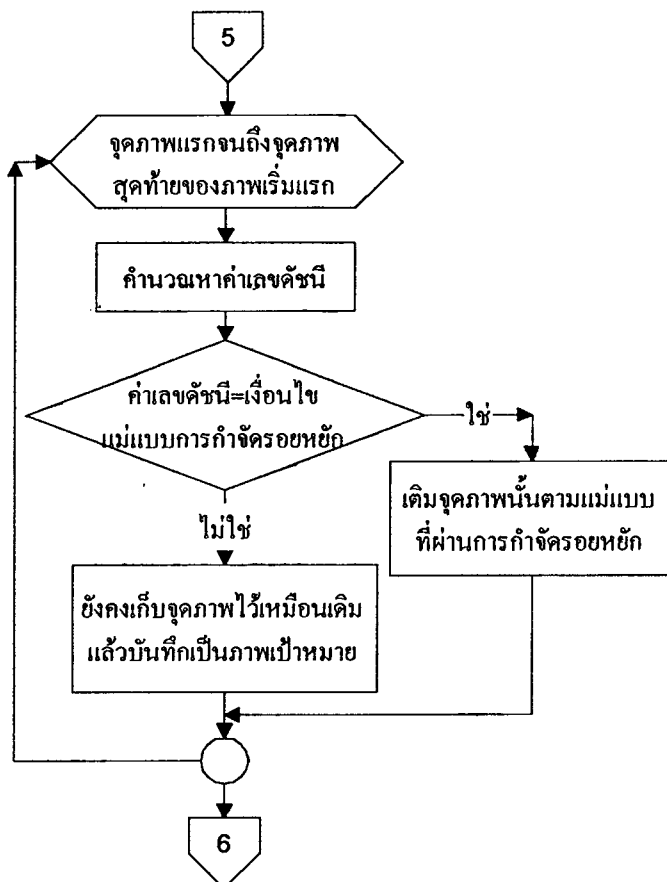 5
จุดภาพแรกจนถึงจุดภาพ
สุดท้ายของภาพเริ่มแรก
คำนวณหาค่าเลขดัชนี
ค่าเลขดัชนี=เงื่อนไข
แม่แบบการกำจัดรอยหยัก
ใช่
เติมจุดภาพนั้นตามแม่แบบ
ที่ผ่านการกำจัดรอยหยัก
ไม่ใช่
ยังคงเก็บจุดภาพไว้เหมือนเดิม
แล้วบันทึกเป็นภาพเป้าหมาย
6